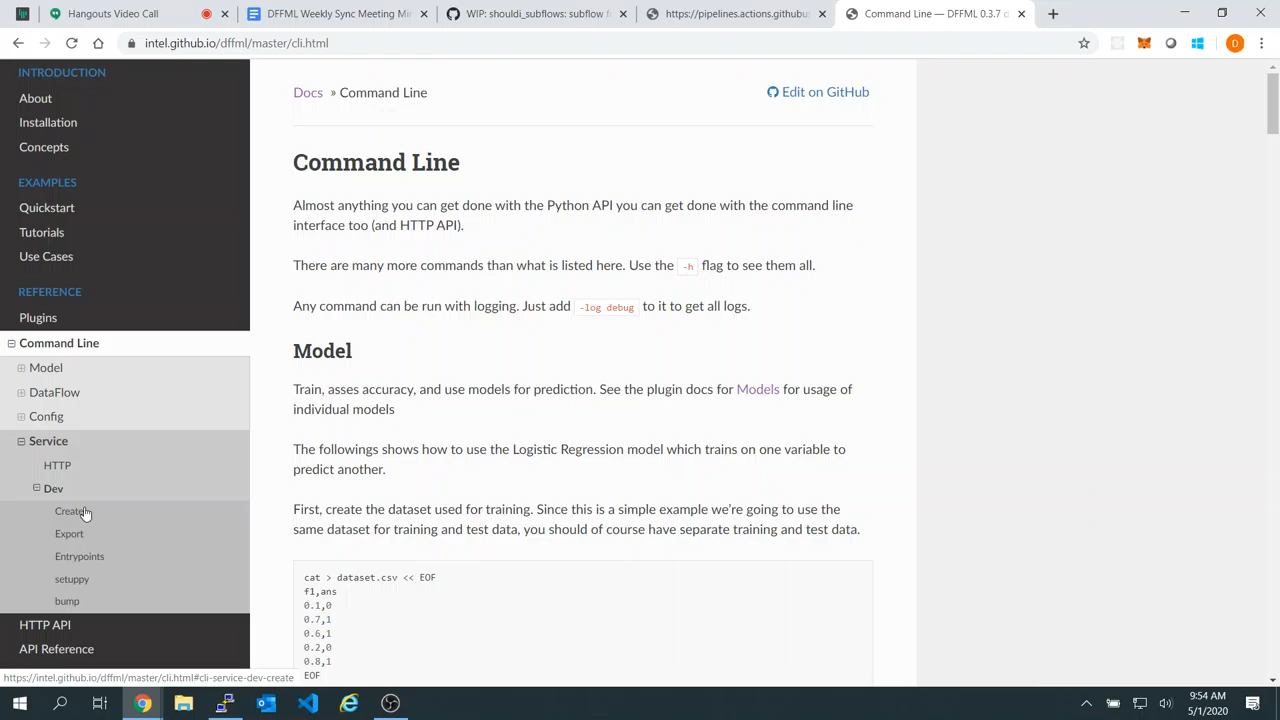 Hangouts Video Call
DFFML Weekly Sync Meeting Mi
WIP: shouldi_subflows: subflow f
https://pipelines.actions.githubus
Command Line — DFFML 0.3.7 d
intel.github.io/dffml/master/cli.html
D
INTRODUCTION
About
Installation
Concepts
EXAMPLES
Quickstart
Tutorials
Use Cases
REFERENCE
Plugins
Command Line
Model
DataFlow
Config
Service
HTTP
Dev
Create
Export
Entrypoints
setuppy
bump
HTTP API
API Reference
Docs » Command Line
Edit on GitHub
Command Line
Almost anything you can get done with the Python API you can get done with the command line
interface too (and HTTP API).
There are many more commands than what is listed here. Use the -h flag to see them all.
Any command can be run with logging. Just add -log debug to it to get all logs.
Model
Train, asses accuracy, and use models for prediction. See the plugin docs for Models for usage of
individual models
The followings shows how to use the Logistic Regression model which trains on one variable to
predict another.
First, create the dataset used for training. Since this is a simple example we're going to use the
same dataset for training and test data, you should of course have separate training and test data.
cat > dataset.csv << EOF
f1,ans
0.1,0
0.7,1
0.6,1
0.2,0
0.8,1
EOF
https://intel.github.io/dffml/master/cli.html#cli-service-dev-create
9:54 AM
5/1/2020